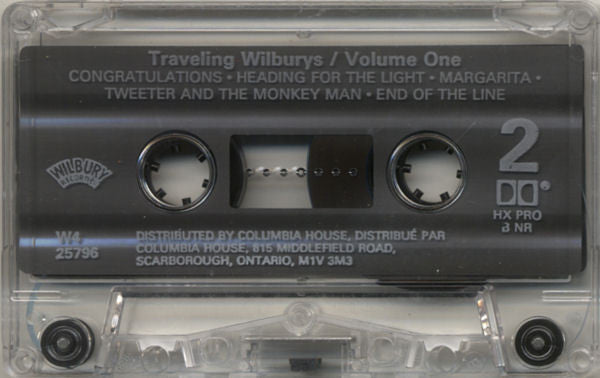 Traveling Wilburys / Volume One
CONGRATULATIONS • HEADING FOR THE LIGHT • MARGARITA •
TWEETER AND THE MONKEY MAN • END OF THE LINE
WILBURY
RECORDS
2
HX PRO
B NR
W4
25796
DISTRIBUTED BY COLUMBIA HOUSE, DISTRIBUÉ PAR
COLUMBIA HOUSE, 815 MIDDLEFIELD ROAD,
SCARBOROUGH, ONTARIO, M1V 3M3